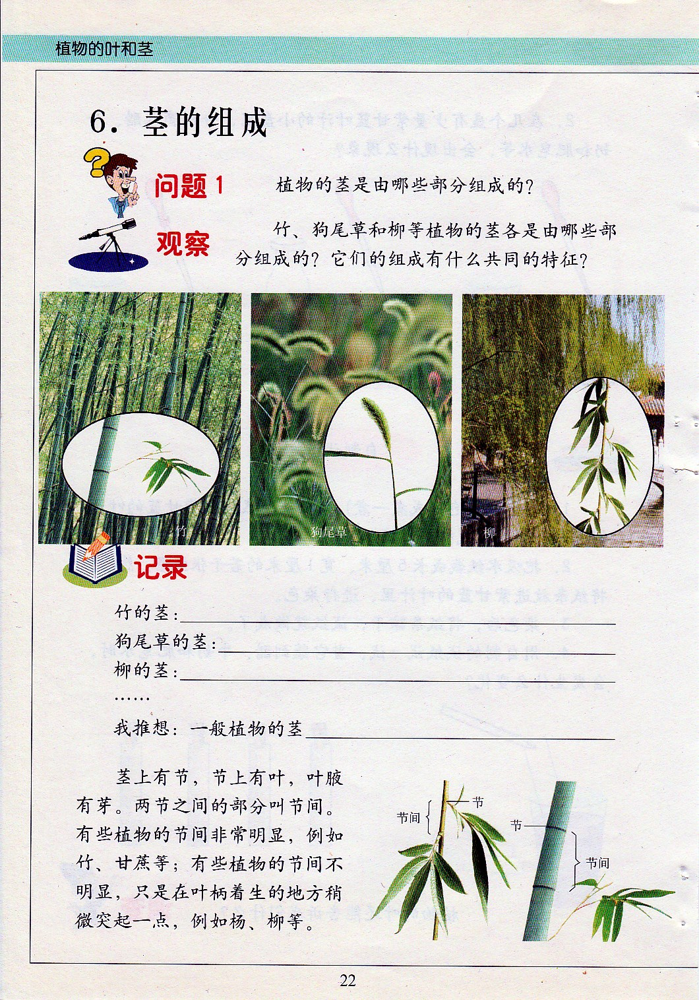 植物的叶和茎
6. 茎的组成
问题1
植物的茎是由哪些部分组成的？
观察
竹、狗尾草和柳等植物的茎各是由哪些部
分组成的？它们的组成有什么共同的特征？
竹
狗尾草
柳
记录
竹的茎：
狗尾草的茎：
柳的茎：
……
我推想：一般植物的茎
茎上有节，节上有叶，叶腋
有芽。两节之间的部分叫节间。
有些植物的节间非常明显，例如
竹、甘蔗等；有些植物的节间不
明显，只是在叶柄着生的地方稍
微突起一点，例如杨、柳等。
节间
节
节
节间
22